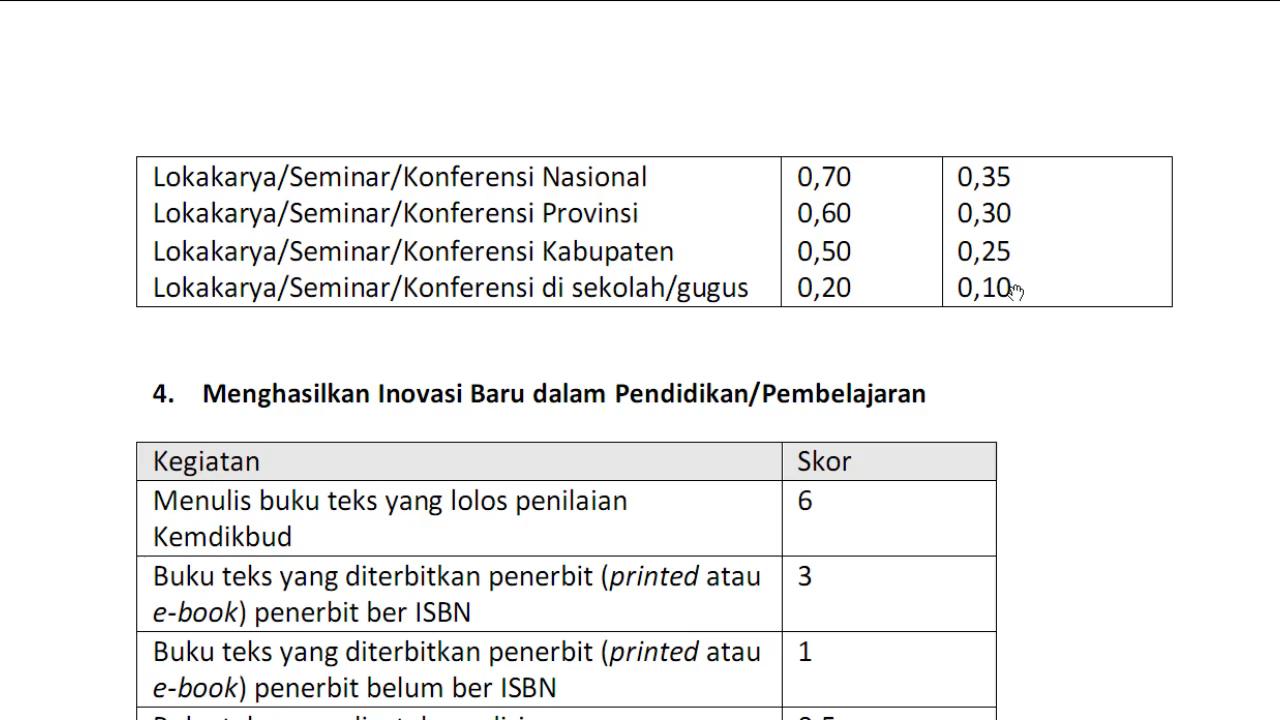 Lokakarya/Seminar/Konferensi Nasional 0,70 0,35
Lokakarya/Seminar/Konferensi Provinsi 0,60 0,30
Lokakarya/Seminar/Konferensi Kabupaten 0,50 0,25
Lokakarya/Seminar/Konferensi di sekolah/gugus 0,20 0,10
4. Menghasilkan Inovasi Baru dalam Pendidikan/Pembelajaran
Kegiatan Skor
Menulis buku teks yang lolos penilaian 6
Kemdikbud
Buku teks yang diterbitkan penerbit (printed atau 3
e-book) penerbit ber ISBN
Buku teks yang diterbitkan penerbit (printed atau 1
e-book) penerbit belum ber ISBN